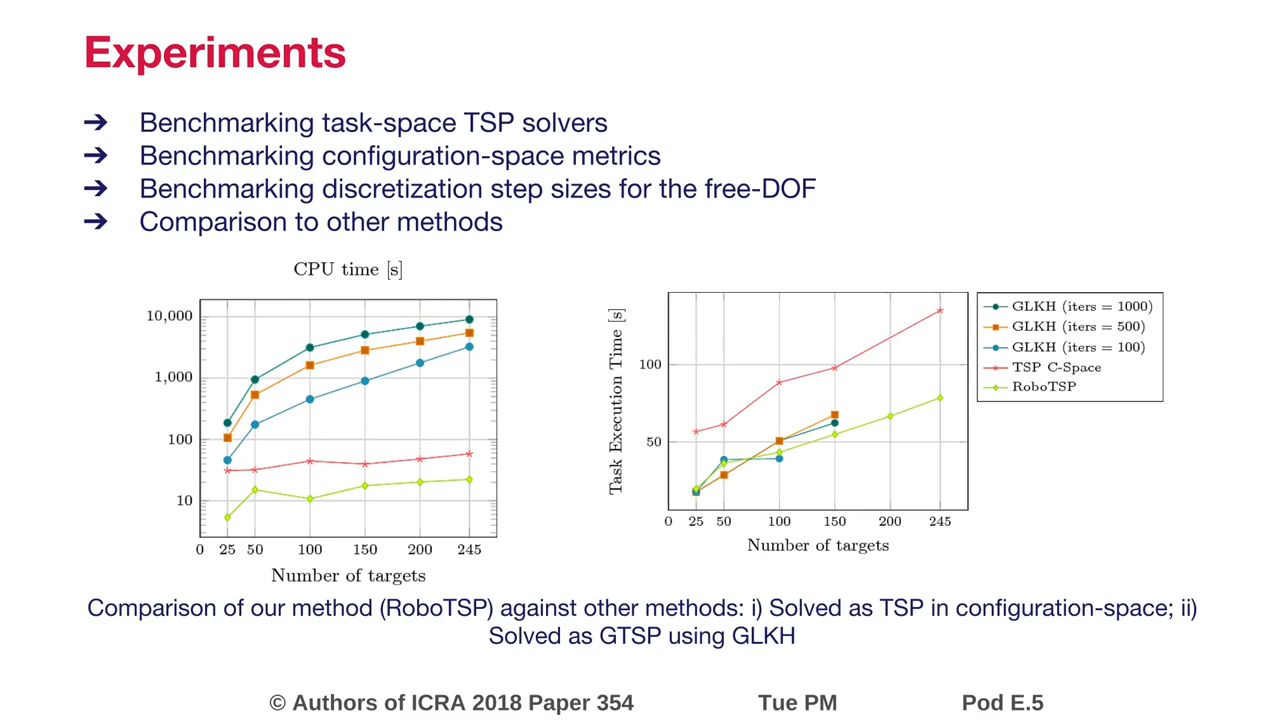 Experiments
➔ Benchmarking task-space TSP solvers
➔ Benchmarking configuration-space metrics
➔ Benchmarking discretization step sizes for the free-DOF
➔ Comparison to other methods
CPU time [s]
10,000
1,000
100
10
0 25 50 100 150 200 245
Number of targets
Task Execution Time [s]
100
50
0 25 50 100 150 200 245
Number of targets
GLKH (iters = 1000)
GLKH (iters = 500)
GLKH (iters = 100)
TSP C-Space
RoboTSP
Comparison of our method (RoboTSP) against other methods: i) Solved as TSP in configuration-space; ii)
Solved as GTSP using GLKH
© Authors of ICRA 2018 Paper 354 Tue PM Pod E.5